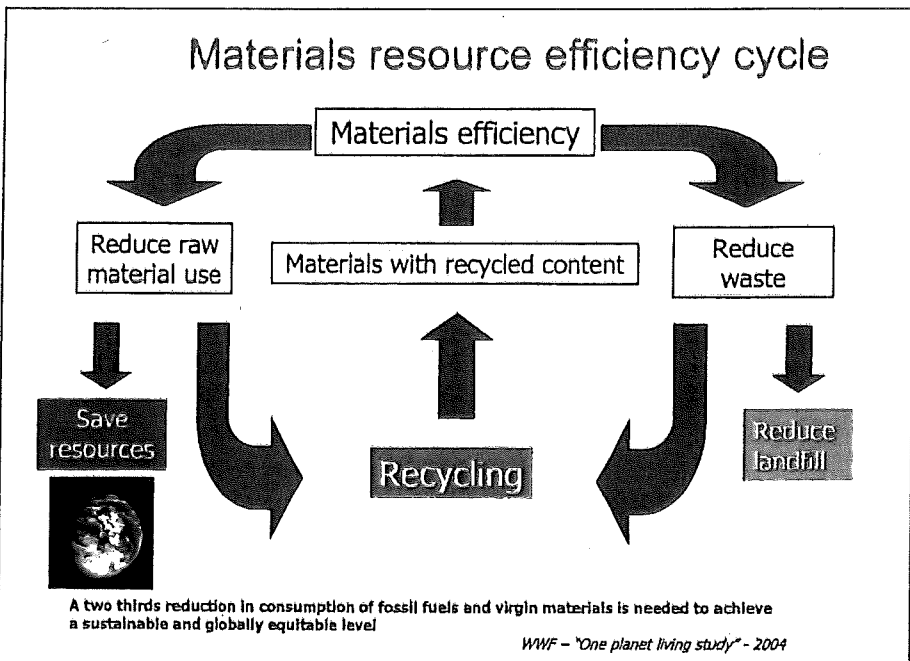 Materials resource efficiency cycle
Materials efficiency
Reduce raw
material use
Materials with recycled content
Reduce
waste
Save
resources
Recycling
Reduce
landfill
A two thirds reduction in consumption of fossil fuels and virgin materials is needed to achieve
a sustainable and globally equitable level
WWF – "One planet living study" - 2004